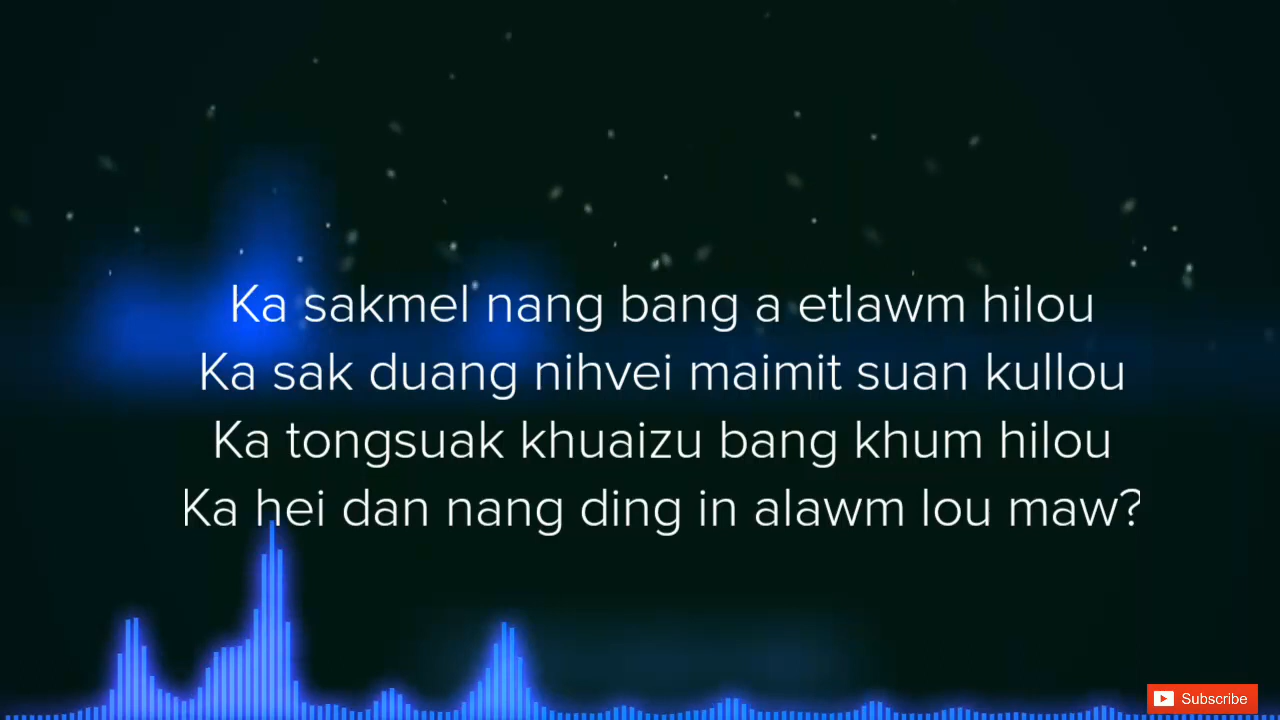 Ka sakmel nang bang a etlawm hilou
Ka sak duang nihvei maimit suan kullou
Ka tongsuak khuaizu bang khum hilou
Ka hei dan nang ding in alawm lou maw?
Subscribe